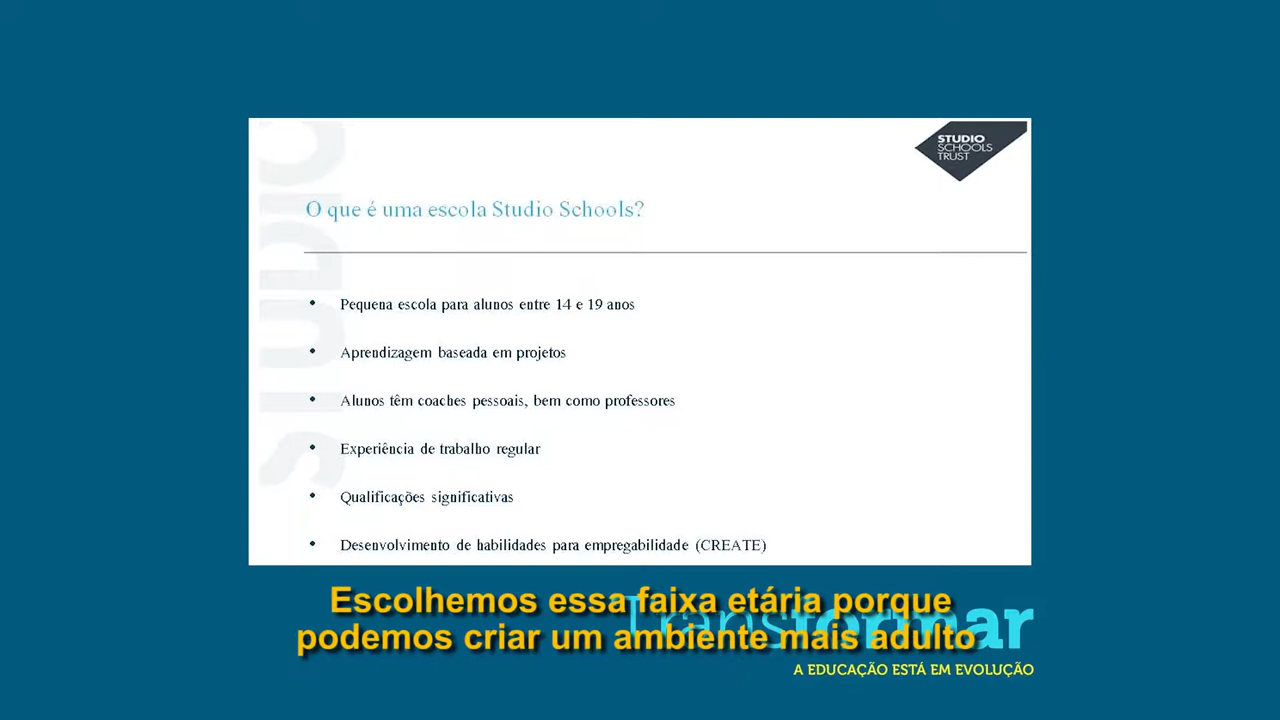 STUDIO
STUDIO
SCHOOLS
TRUST
O que é uma escola Studio Schools?
• Pequena escola para alunos entre 14 e 19 anos
• Aprendizagem baseada em projetos
• Alunos têm coaches pessoais, bem como professores
• Experiência de trabalho regular
• Qualificações significativas
• Desenvolvimento de habilidades para empregabilidade (CREATE)
Escolhemos essa faixa etária porque
podemos criar um ambiente mais adulto
Transformar
A EDUCAÇÃO ESTÁ EM EVOLUÇÃO